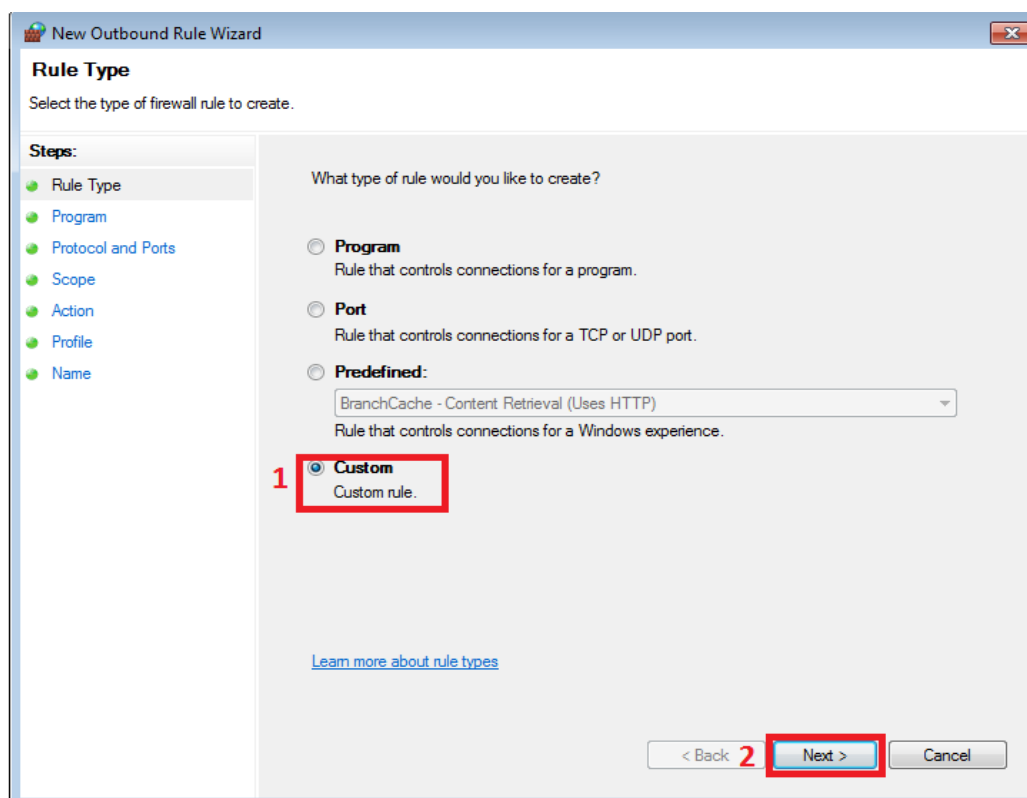 New Outbound Rule Wizard
Rule Type
Select the type of firewall rule to create.
Steps:
Rule Type
Program
Protocol and Ports
Scope
Action
Profile
Name
What type of rule would you like to create?
Program
Rule that controls connections for a program.
Port
Rule that controls connections for a TCP or UDP port.
Predefined:
BranchCache - Content Retrieval (Uses HTTP)
Rule that controls connections for a Windows experience.
1 Custom
Custom rule.
Learn more about rule types
< Back 2 Next > Cancel